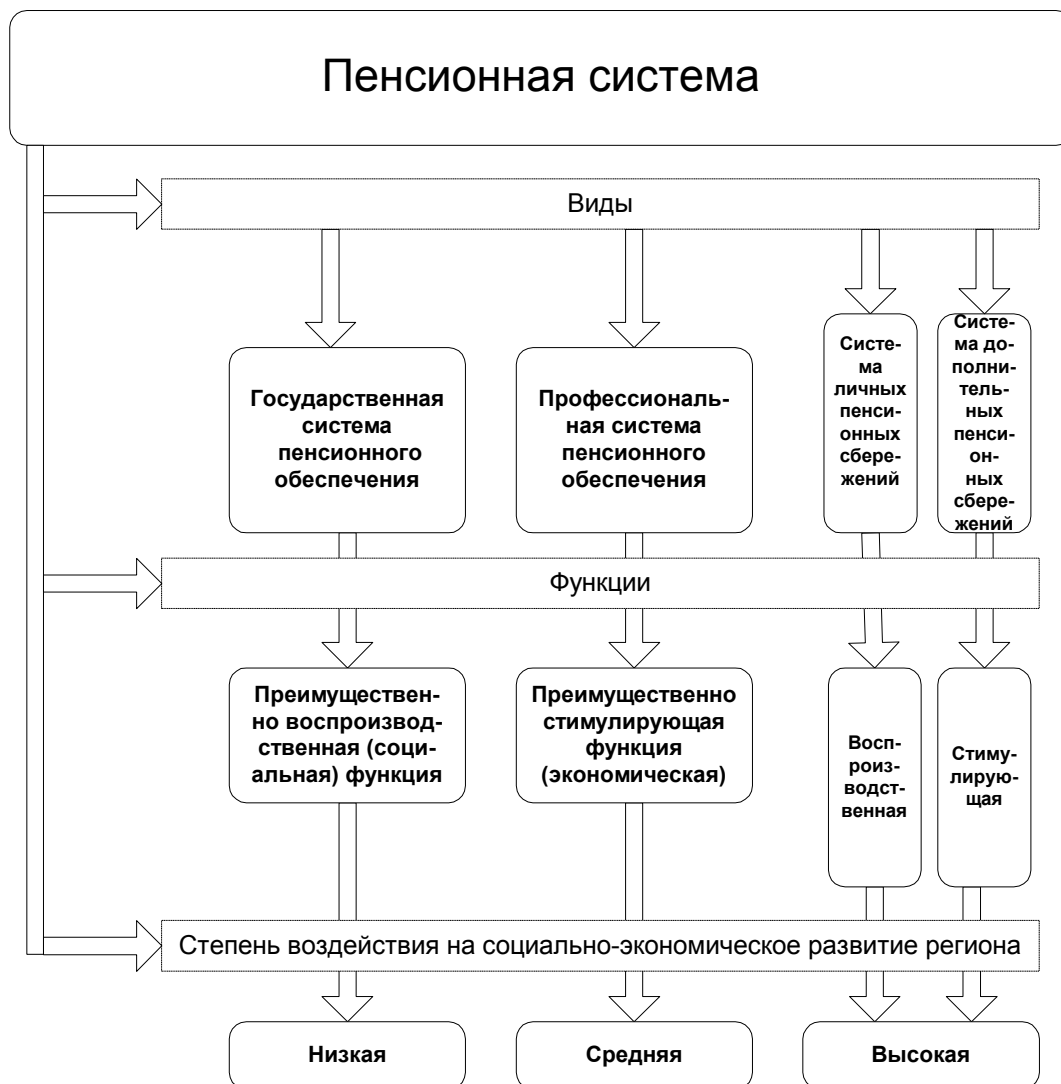 Пенсионная система
Виды
Государственная
система
пенсионного
обеспечения
Профессиональ-
ная система
пенсионного
обеспечения
Систе-
ма
личных
пенси-
онных
сбере-
жений
Систе-
ма до-
полни-
тель-
ных
пенси-
он-
ных
сбере-
жений
Функции
Преимуществен-
но воспроизвод-
ственная (соци-
альная) функция
Преимущественно
стимулирующая
функция
(экономическая)
Восп-
роиз-
водст-
венная
Стиму-
лирую-
щая
Степень воздействия на социально-экономическое развитие региона
Низкая
Средняя
Высокая